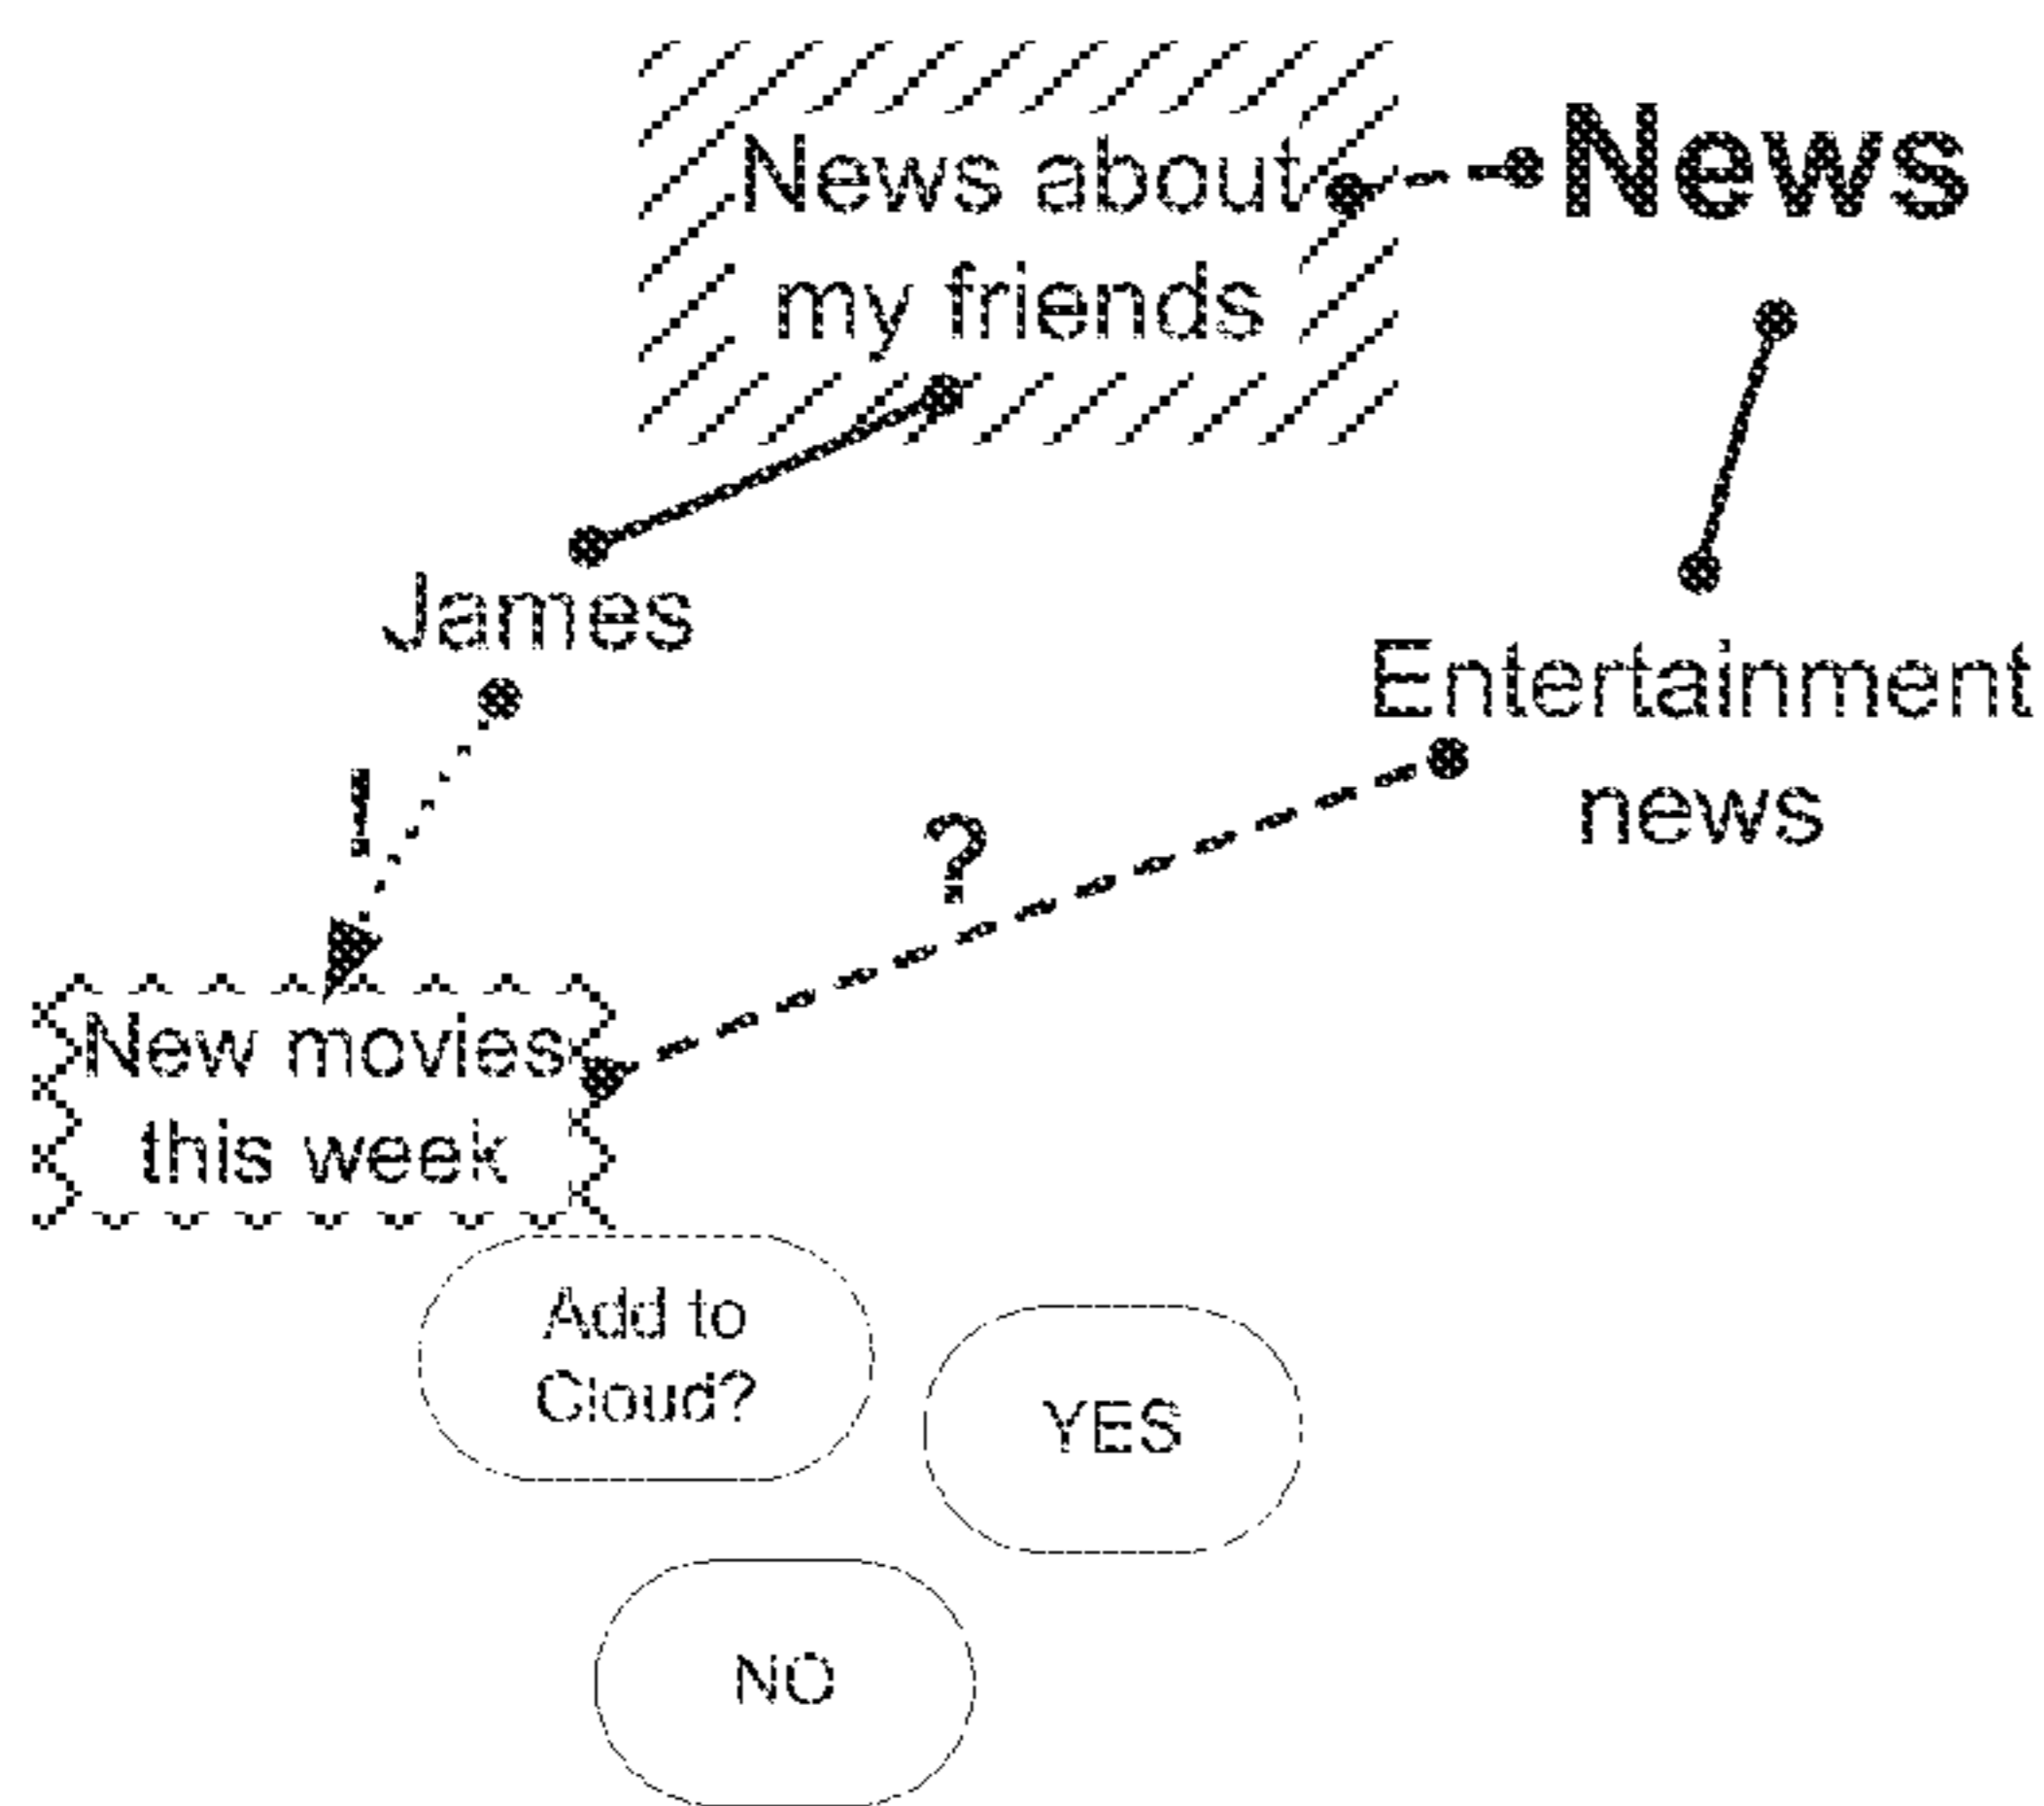 News about
my friends
News
James
Entertainment
news
!
?
New movies
this week
Add to
Cloud?
YES
NO